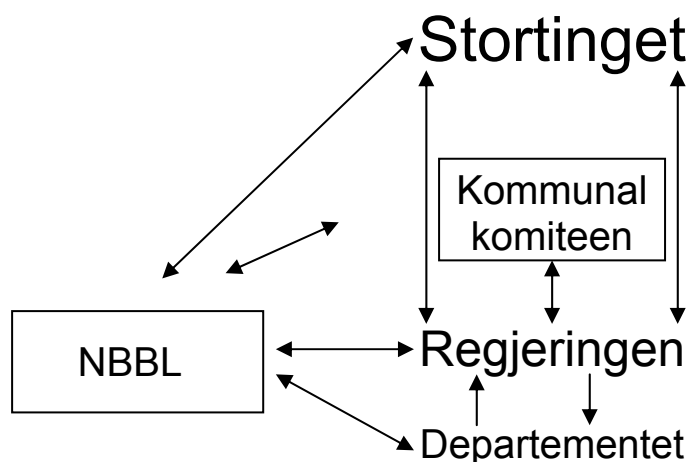 Stortinget
Kommunal
komiteen
NBBL
Regjeringen
Departementet